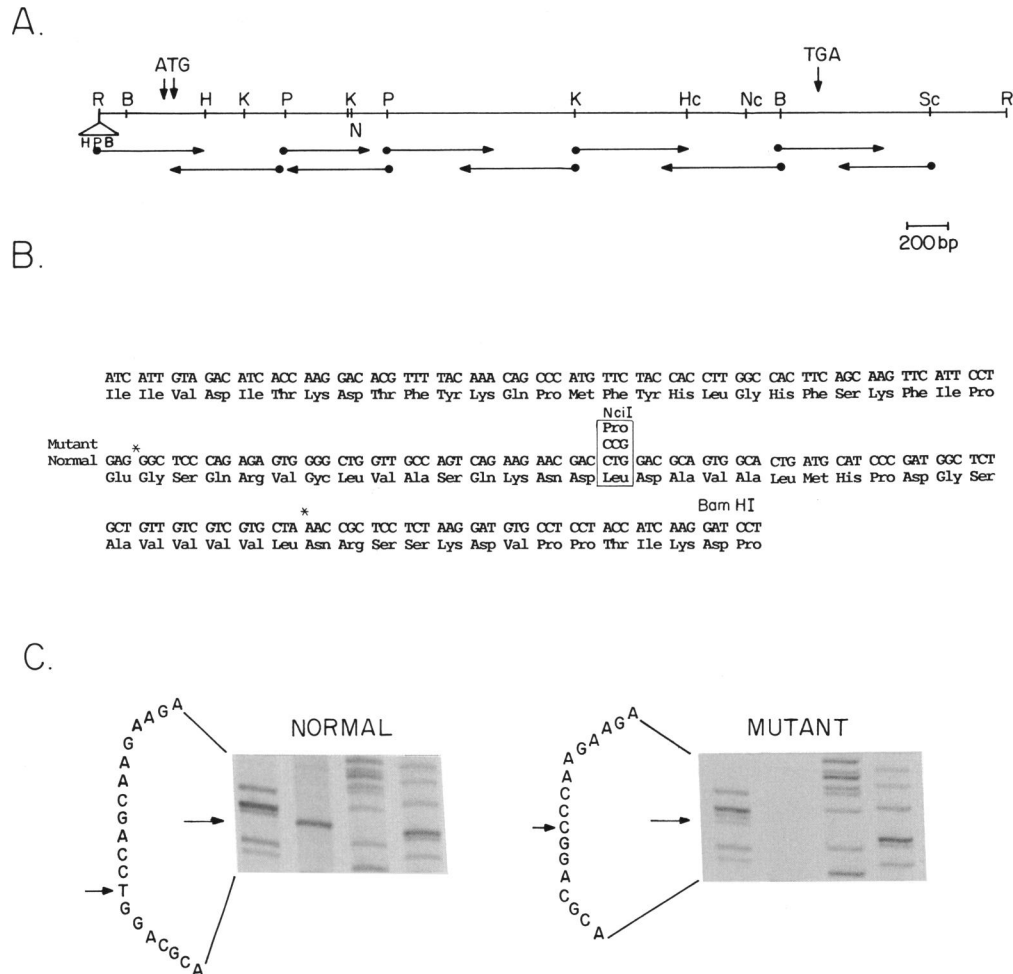 A.
ATG
TGA
R B H K P K P K Hc Nc B Sc R
N
H P B
200 bp
B.
ATC ATT GTA GAC ATC ACC AAG GAC ACG TTT TAC AAA CAG CCC ATG TTC TAC CAC CTT GGC CAC TTC AGC AAG TTC ATT CCT
Ile Ile Val Asp Ile Thr Lys Asp Thr Phe Tyr Lys Gln Pro Met Phe Tyr His Leu Gly His Phe Ser Lys Phe Ile Pro
NciI
Pro
Mutant * CCG
Normal GAG GGC TCC CAG AGA GTG GGG CTG GTT GCC AGT CAG AAG AAC GAC CTG GAC GCA GTG GCA CTG ATG CAT CCC GAT GGC TCT
Glu Gly Ser Gln Arg Val Gyc Leu Val Ala Ser Gln Lys Asn Asp Leu Asp Ala Val Ala Leu Met His Pro Asp Gly Ser
* Bam HI
GCT GTT GTC GTC GTG CTA AAC CGC TCC TCT AAG GAT GTG CCT CCT ACC ATC AAG GAT CCT
Ala Val Val Val Val Leu Asn Arg Ser Ser Lys Asp Val Pro Pro Thr Ile Lys Asp Pro
C.
NORMAL
AGAAGAACGACCTGGACGCA
MUTANT
AGAAGAACCCGGACGCA